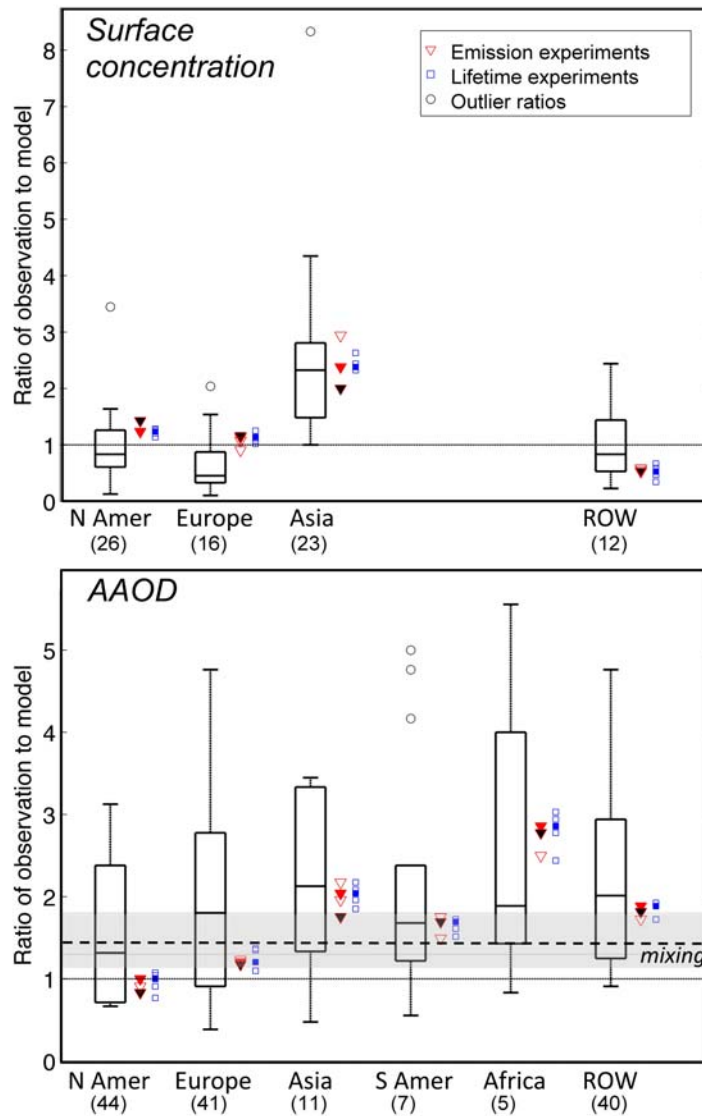 Surface
concentration
Emission experiments
Lifetime experiments
Outlier ratios
Ratio of observation to model
8
7
6
5
4
3
2
1
0
N Amer Europe Asia ROW
(26) (16) (23) (12)
AAOD
Ratio of observation to model
5
4
3
2
1
0
mixing
N Amer Europe Asia S Amer Africa ROW
(44) (41) (11) (7) (5) (40)